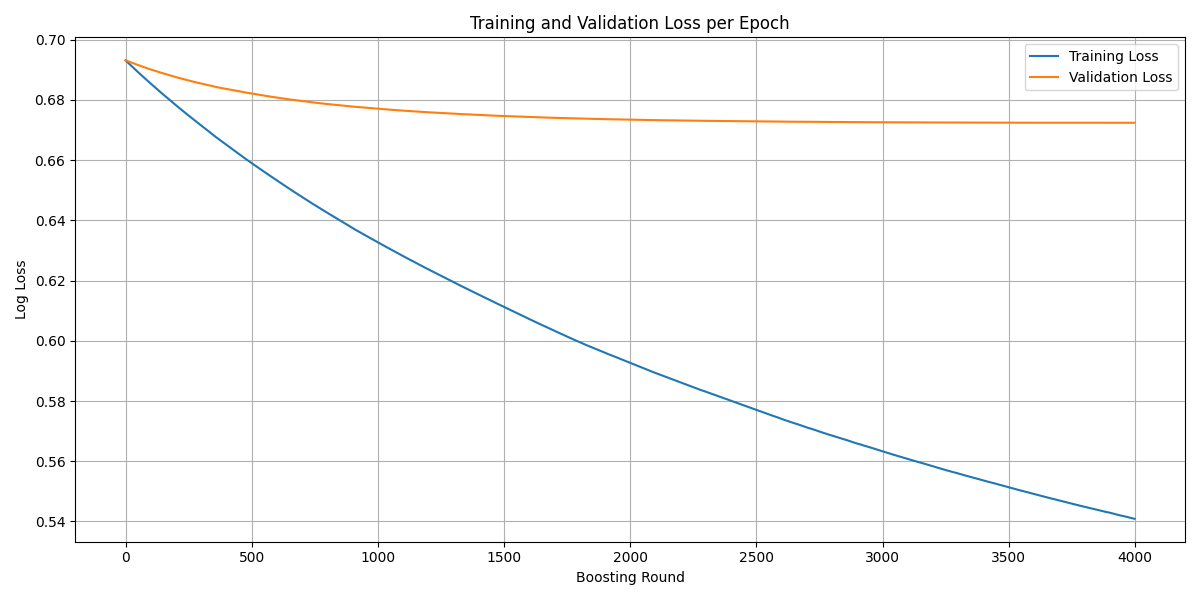 Training and Validation Loss per Epoch
Training Loss
Validation Loss
Log Loss
0.70
0.68
0.66
0.64
0.62
0.60
0.58
0.56
0.54
0 500 1000 1500 2000 2500 3000 3500 4000
Boosting Round